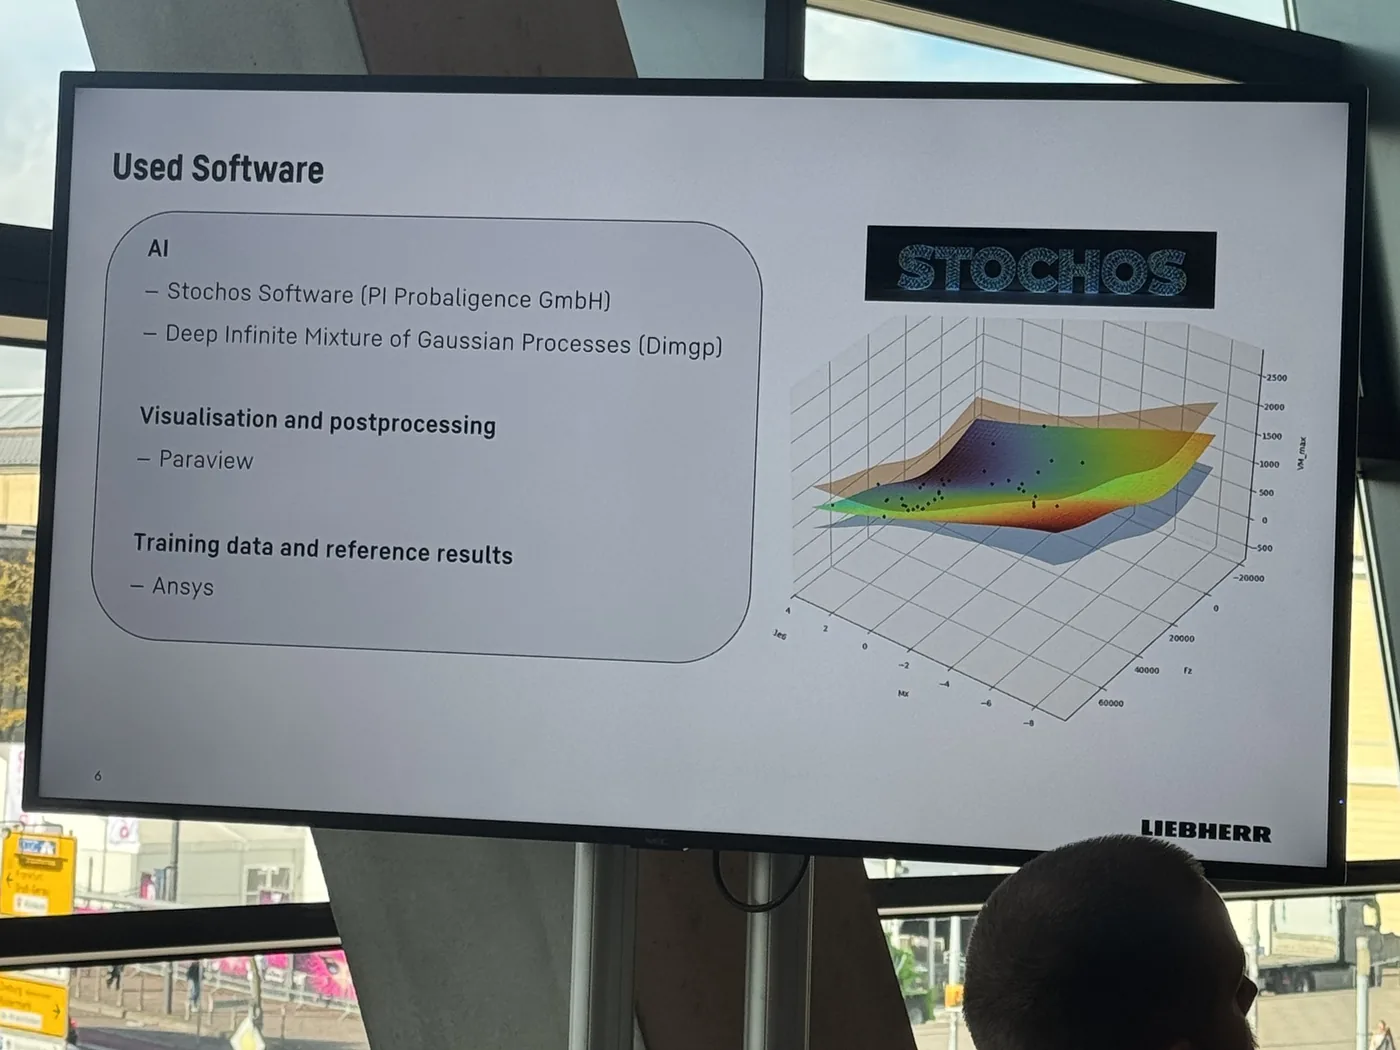 Used Software
AI
– Stochos Software (PI Probaligence GmbH)
– Deep Infinite Mixture of Gaussian Processes (Dimgp)
Visualisation and postprocessing
– Paraview
Training data and reference results
– Ansys
6
STOCHOS
2500
2000
1500
1000
500
0
-500
VM_max
-20000
0
20000
40000
60000
Fz
4
2
0
-2
-4
-6
-8
Mx
LIEBHERR